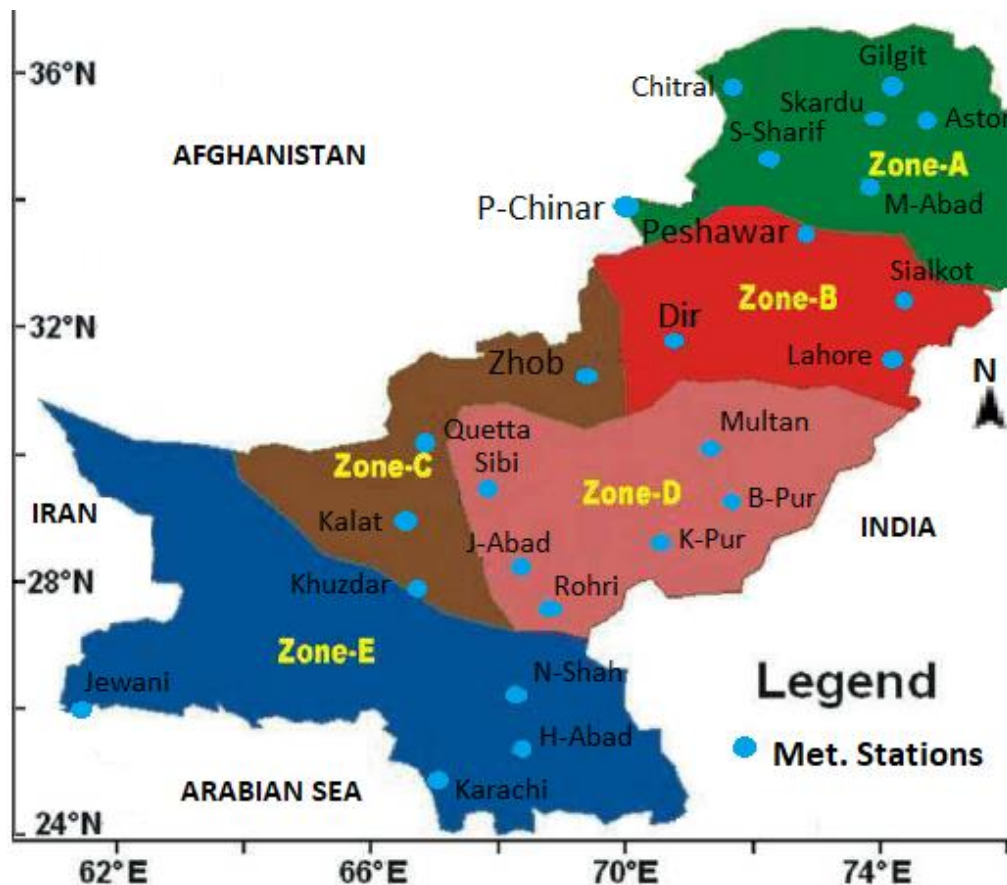 Gilgit
36°N
Chitral
Skardu
Astor
S-Sharif
AFGHANISTAN
Zone-A
P-Chinar
M-Abad
Peshawar
Sialkot
Zone-B
32°N
Dir
Lahore
Zhob
N
Multan
Quetta
Zone-C
Sibi
Zone-D
B-Pur
IRAN
Kalat
INDIA
J-Abad
K-Pur
28°N
Khuzdar
Rohri
Zone-E
N-Shah
Jewani
Legend
H-Abad
Met. Stations
ARABIAN SEA
Karachi
24°N
62°E
66°E
70°E
74°E